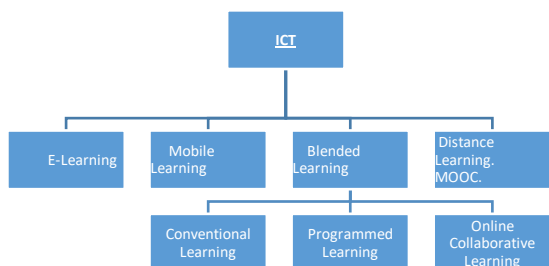 ICT
E-Learning
Mobile
Learning
Blended
Learning
Distance
Learning.
MOOC.
Conventional
Learning
Programmed
Learning
Online
Collaborative
Learning